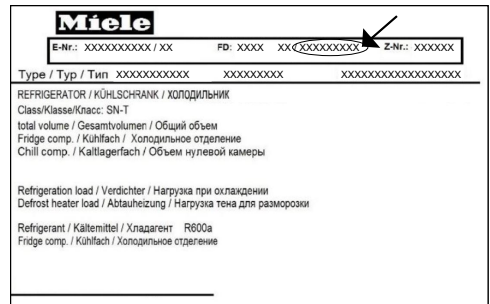 Miele
E-Nr.: XXXXXXXXXX / XX FD: XXXX XX XXXXXXXXX Z-Nr.: XXXXXX
Type / Typ / Тип XXXXXXXXXXX XXXXXXXXX XXXXXXXXXXXXXXXXXX
REFRIGERATOR / KÜHLSCHRANK / ХОЛОДИЛЬНИК
Class/Klasse/Класс: SN-T
total volume / Gesamtvolumen / Общий объем
Fridge comp. / Kühlfach / Холодильное отделение
Chill comp. / Kaltlagerfach / Объем нулевой камеры
Refrigeration load / Verdichter / Нагрузка при охлаждении
Defrost heater load / Abtauheizung / Нагрузка тена для разморозки
Refrigerant / Kältemittel / Хладагент R600a
Fridge comp. / Kühlfach / Холодильное отделение